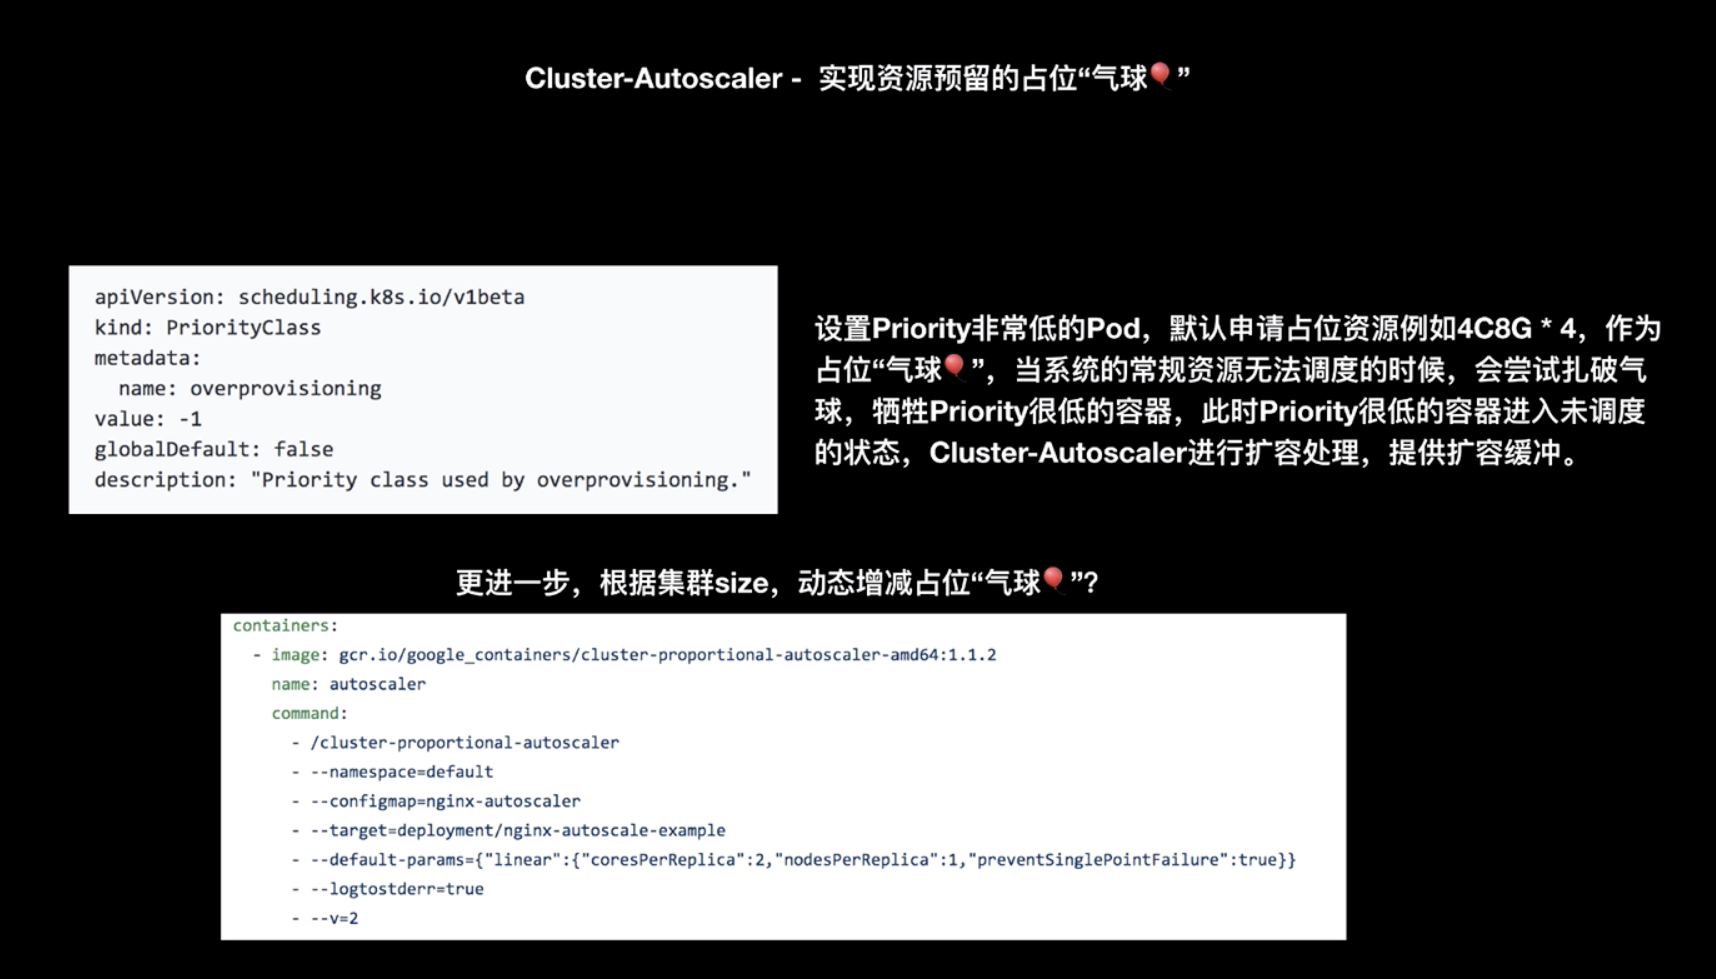 Cluster-Autoscaler - 实现资源预留的占位“气球🎈”
apiVersion: scheduling.k8s.io/v1beta
kind: PriorityClass
metadata:
  name: overprovisioning
value: -1
globalDefault: false
description: "Priority class used by overprovisioning."
设置Priority非常低的Pod，默认申请占位资源例如4C8G * 4，作为
占位“气球🎈”，当系统的常规资源无法调度的时候，会尝试扎破气
球，牺牲Priority很低的容器，此时Priority很低的容器进入未调度
的状态，Cluster-Autoscaler进行扩容处理，提供扩容缓冲。
更进一步，根据集群size，动态增减占位“气球🎈”？
containers:
  - image: gcr.io/google_containers/cluster-proportional-autoscaler-amd64:1.1.2
    name: autoscaler
    command:
      - /cluster-proportional-autoscaler
      - --namespace=default
      - --configmap=nginx-autoscaler
      - --target=deployment/nginx-autoscale-example
      - --default-params={"linear":{"coresPerReplica":2,"nodesPerReplica":1,"preventSinglePointFailure":true}}
      - --logtostderr=true
      - --v=2